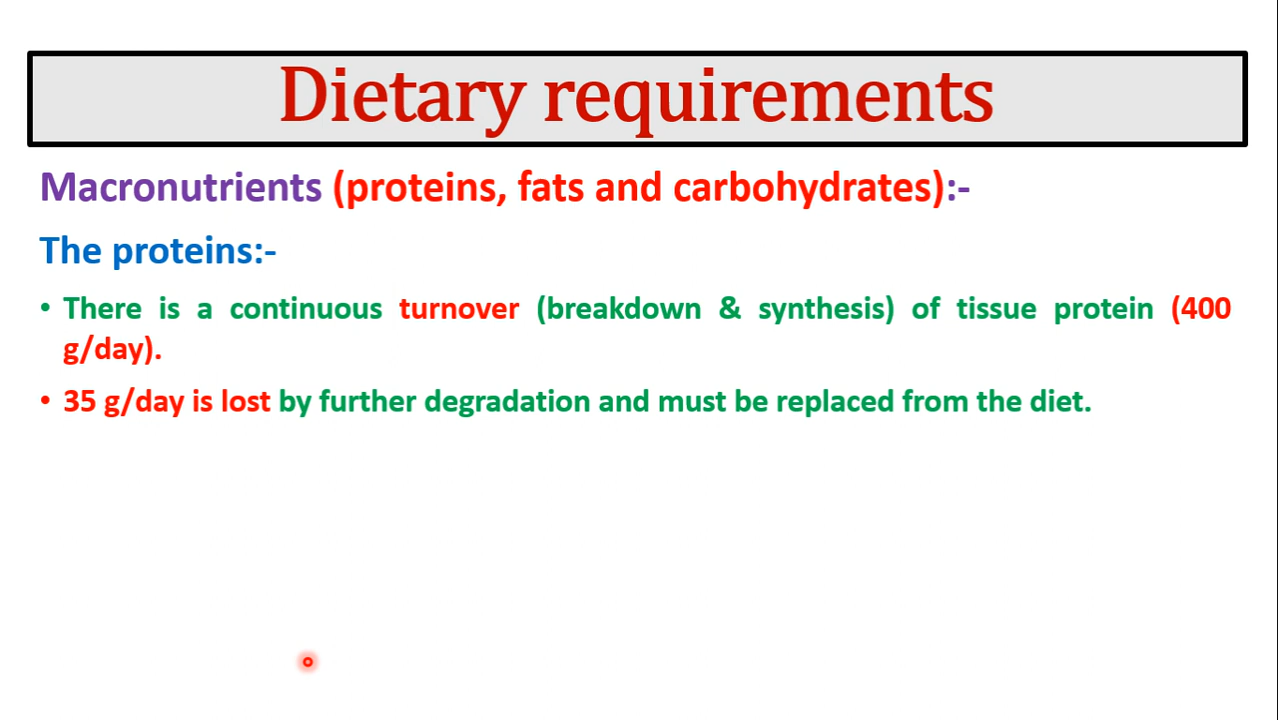 Dietary requirements
Macronutrients (proteins, fats and carbohydrates):-
The proteins:-
• There is a continuous turnover (breakdown & synthesis) of tissue protein (400
g/day).
• 35 g/day is lost by further degradation and must be replaced from the diet.